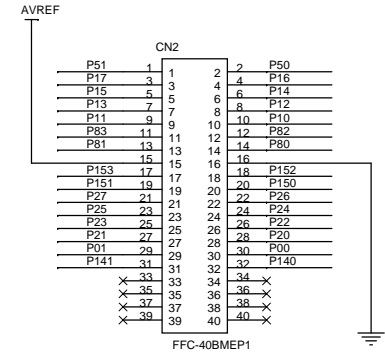 AVREF
CN2
P51 1 1 2 2 P50
P17 3 3 4 4 P16
P15 5 5 6 6 P14
P13 7 7 8 8 P12
P11 9 9 10 10 P10
P83 11 11 12 12 P82
P81 13 13 14 14 P80
15 15 16 16
P153 17 17 18 18 P152
P151 19 19 20 20 P150
P27 21 21 22 22 P26
P25 23 23 24 24 P24
P23 25 25 26 26 P22
P21 27 27 28 28 P20
P01 29 29 30 30 P00
P141 31 31 32 32 P140
33 33 34 34
35 35 36 36
37 37 38 38
39 39 40 40
FFC-40BMEP1